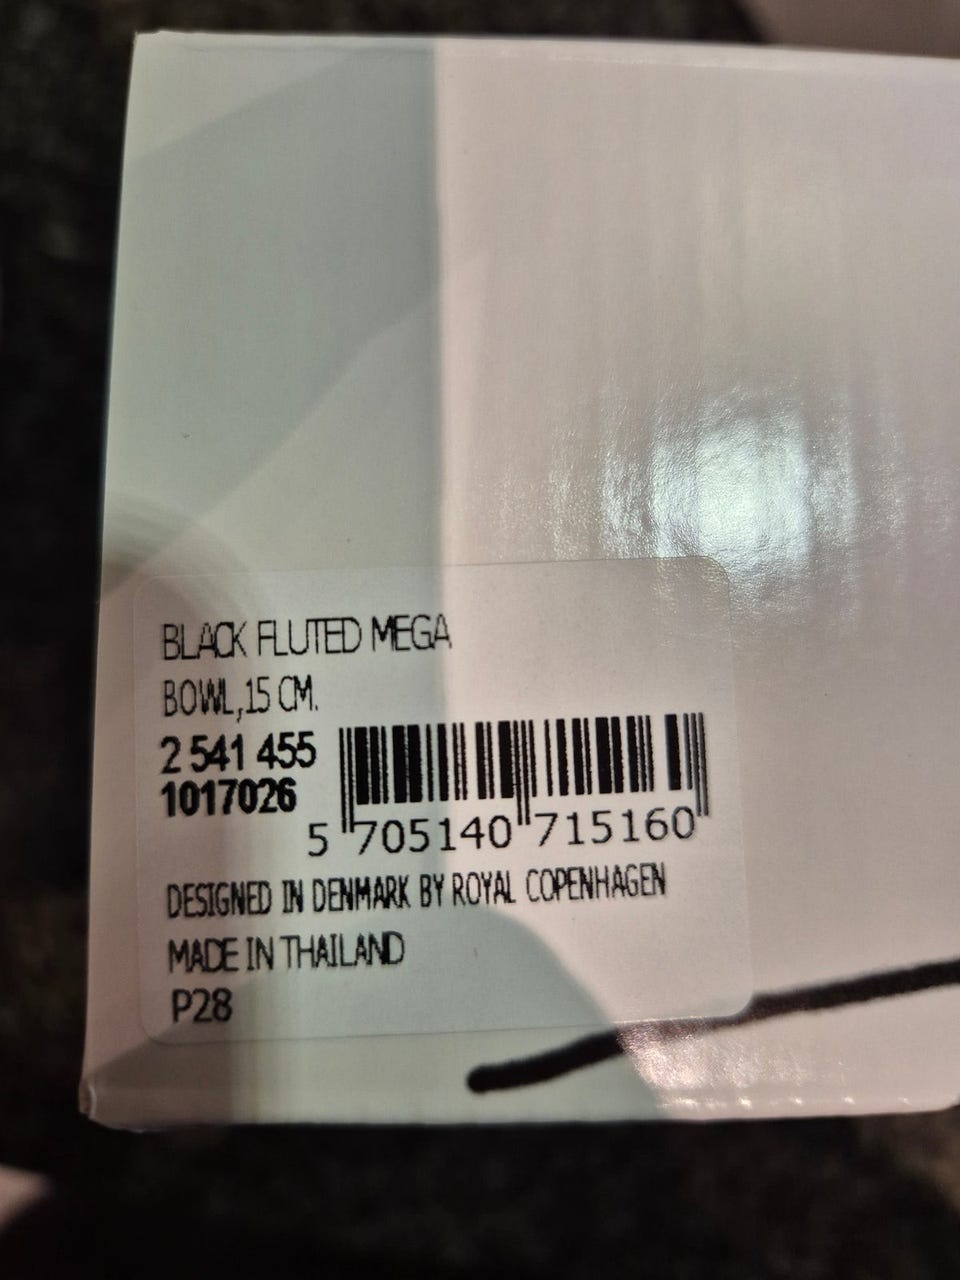 BLACK FLUTED MEGA
BOWL, 15 CM.
2 541 455
1017026
5 705140 715160
DESIGNED IN DENMARK BY ROYAL COPENHAGEN
MADE IN THAILAND
P28